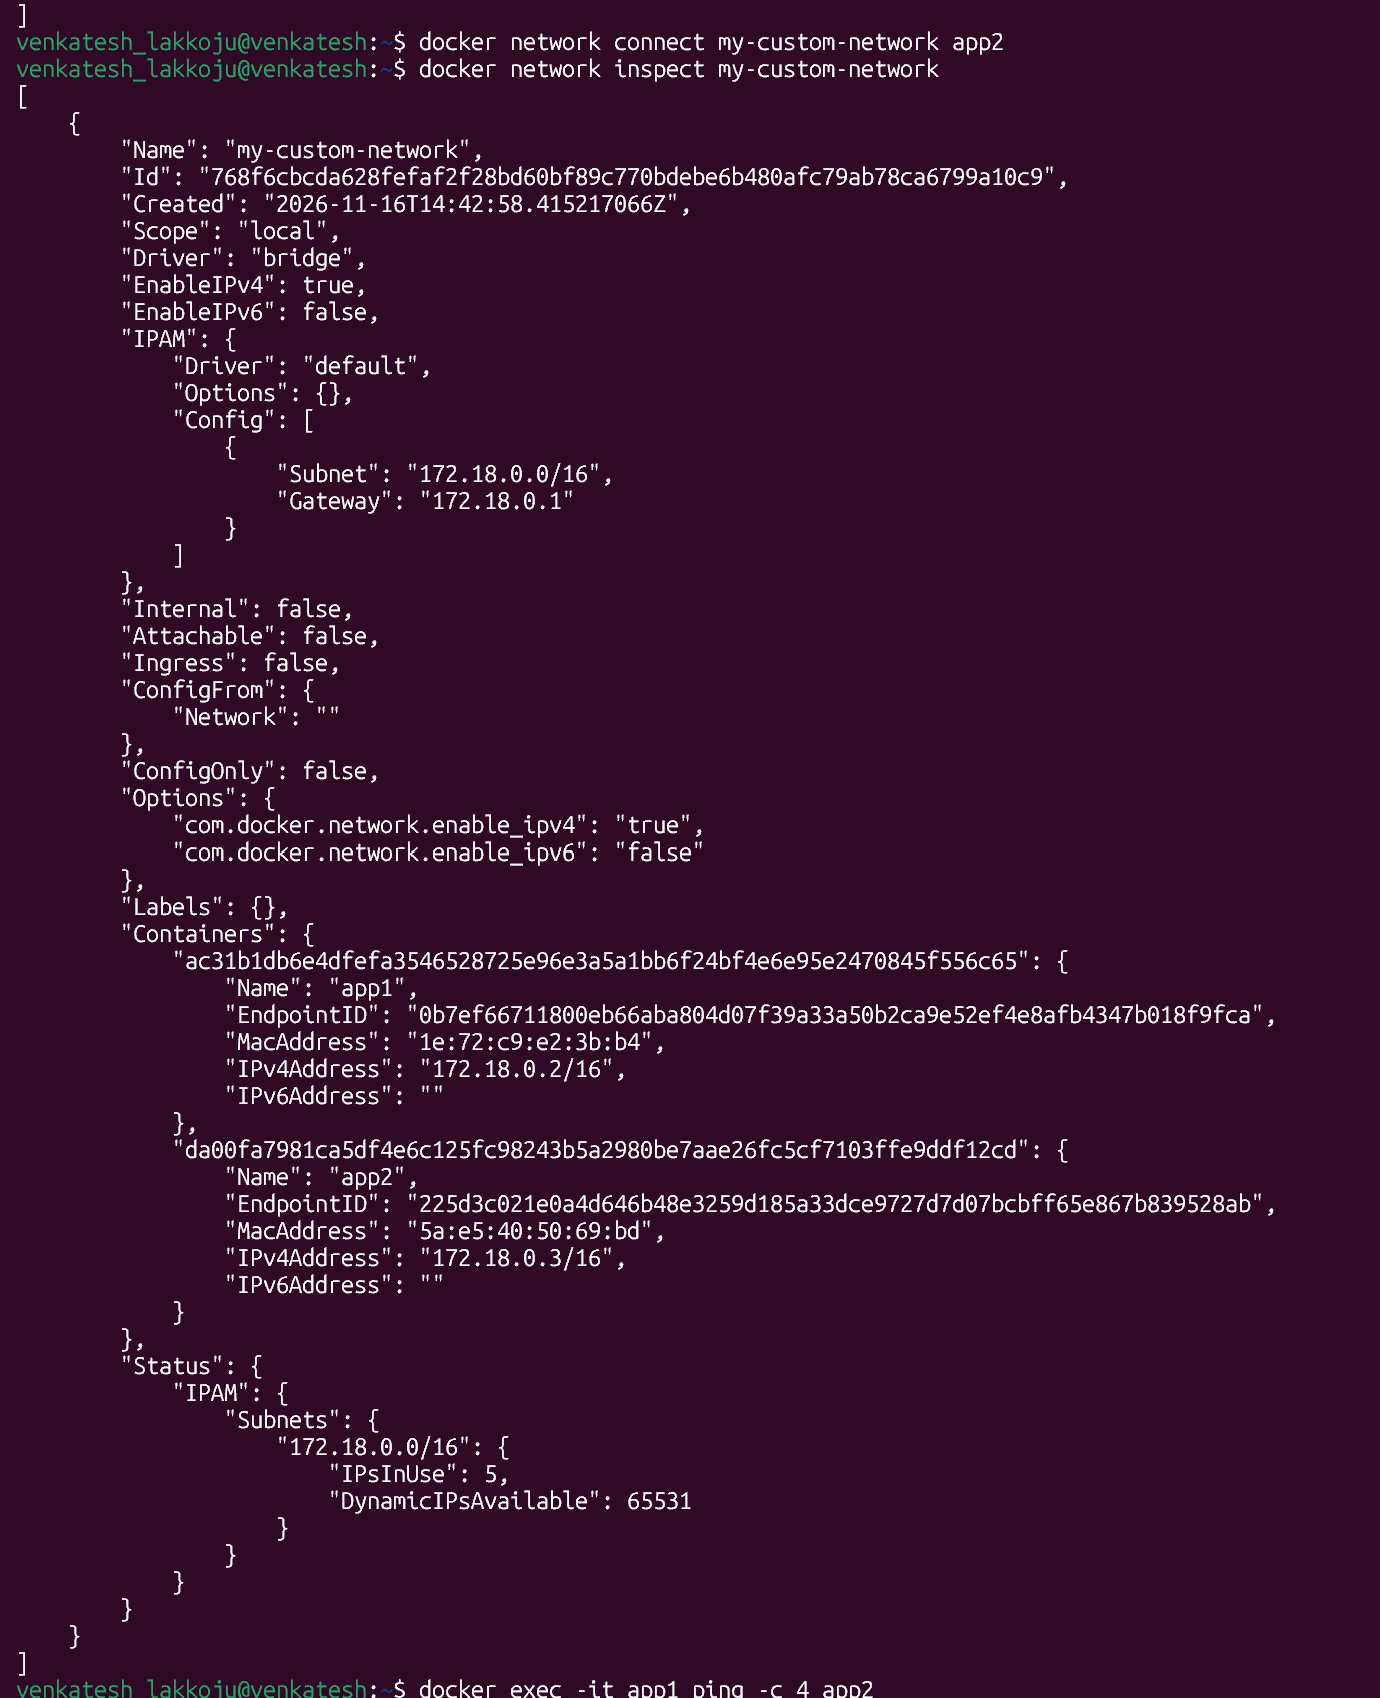 ]
venkatesh_lakkoju@venkatesh:~$ docker network connect my-custom-network app2
venkatesh_lakkoju@venkatesh:~$ docker network inspect my-custom-network
[
    {
        "Name": "my-custom-network",
        "Id": "768f6cbcda628fefaf2f28bd60bf89c770bdebe6b480afc79ab78ca6799a10c9",
        "Created": "2026-11-16T14:42:58.415217066Z",
        "Scope": "local",
        "Driver": "bridge",
        "EnableIPv4": true,
        "EnableIPv6": false,
        "IPAM": {
            "Driver": "default",
            "Options": {},
            "Config": [
                {
                    "Subnet": "172.18.0.0/16",
                    "Gateway": "172.18.0.1"
                }
            ]
        },
        "Internal": false,
        "Attachable": false,
        "Ingress": false,
        "ConfigFrom": {
            "Network": ""
        },
        "ConfigOnly": false,
        "Options": {
            "com.docker.network.enable_ipv4": "true",
            "com.docker.network.enable_ipv6": "false"
        },
        "Labels": {},
        "Containers": {
            "ac31b1db6e4dfefa3546528725e96e3a5a1bb6f24bf4e6e95e2470845f556c65": {
                "Name": "app1",
                "EndpointID": "0b7ef66711800eb66aba804d07f39a33a50b2ca9e52ef4e8afb4347b018f9fca",
                "MacAddress": "1e:72:c9:e2:3b:b4",
                "IPv4Address": "172.18.0.2/16",
                "IPv6Address": ""
            },
            "da00fa7981ca5df4e6c125fc98243b5a2980be7aae26fc5cf7103ffe9ddf12cd": {
                "Name": "app2",
                "EndpointID": "225d3c021e0a4d646b48e3259d185a33dce9727d7d07bcbff65e867b839528ab",
                "MacAddress": "5a:e5:40:50:69:bd",
                "IPv4Address": "172.18.0.3/16",
                "IPv6Address": ""
            }
        },
        "Status": {
            "IPAM": {
                "Subnets": {
                    "172.18.0.0/16": {
                        "IPsInUse": 5,
                        "DynamicIPsAvailable": 65531
                    }
                }
            }
        }
    }
]
venkatesh_lakkoju@venkatesh:~$ docker exec -it app1 ping -c 4 app2